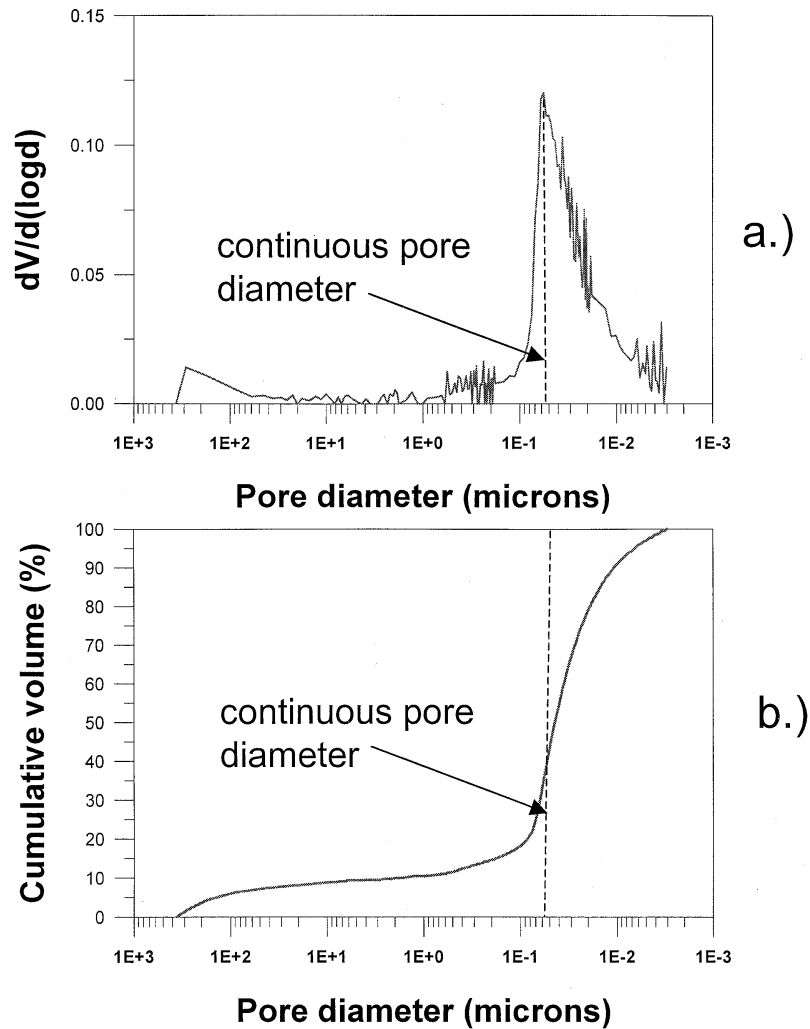 0.15
0.10
0.05
0.00
dV/d(logd)
continuous pore
diameter
a.)
1E+3 1E+2 1E+1 1E+0 1E-1 1E-2 1E-3
Pore diameter (microns)
100
90
80
70
60
50
40
30
20
10
0
Cumulative volume (%)
continuous pore
diameter
b.)
1E+3 1E+2 1E+1 1E+0 1E-1 1E-2 1E-3
Pore diameter (microns)